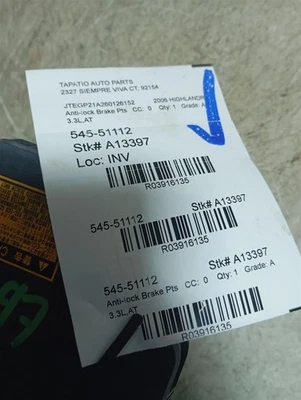 TAPATIO AUTO PARTS
2327 SIEMPRE VIVA CT, 92154
JTEGP21A260126152 2006 HIGHLANDR
Anti-lock Brake Pts CC: 0 Qty: 1 Grade: A
3.3L,AT
545-51112
Stk# A13397
Loc: INV
R03916135
545-51112 Stk# A13397
R03916135
545-51112 Stk# A13397
Anti-lock Brake Pts CC: 0 Qty: 1 Grade: A
3.3L,AT
R03916135